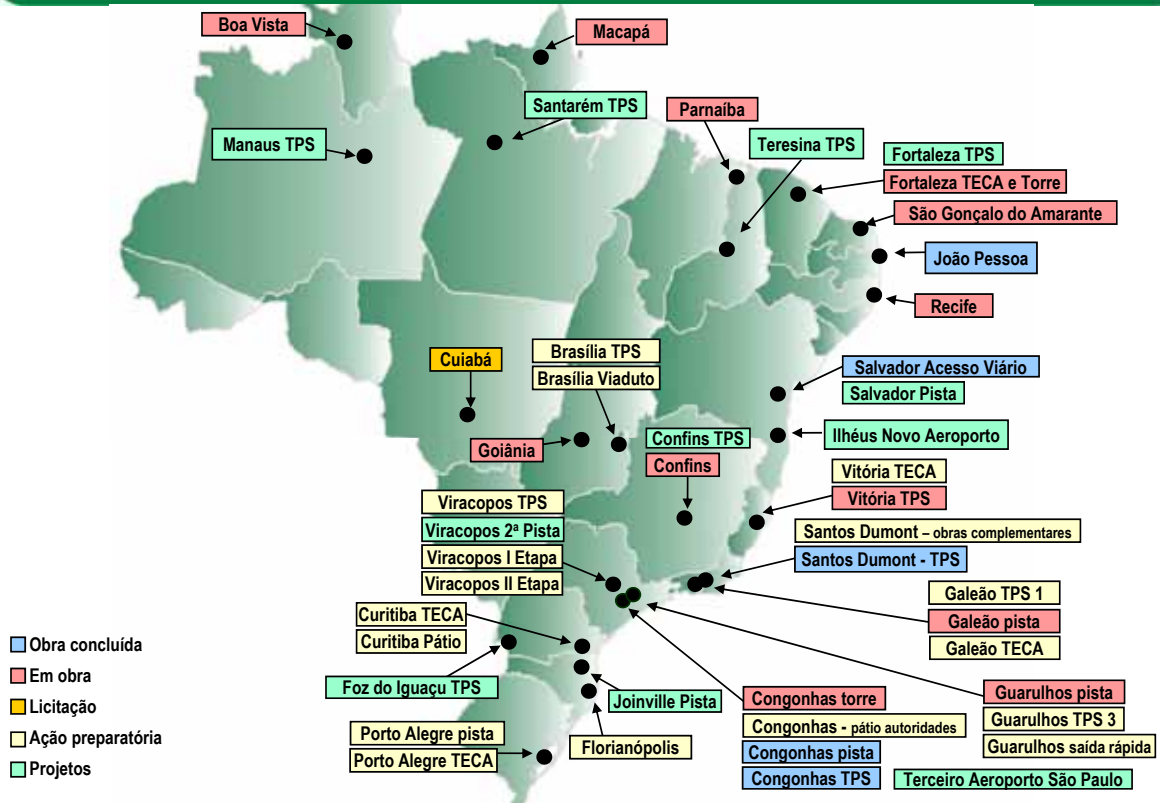 Boa Vista
Macapá
Santarém TPS
Parnaíba
Manaus TPS
Teresina TPS
Fortaleza TPS
Fortaleza TECA e Torre
São Gonçalo do Amarante
João Pessoa
Recife
Cuiabá
Brasília TPS
Brasília Viaduto
Salvador Acesso Viário
Salvador Pista
Goiânia
Confins TPS
Confins
Ilhéus Novo Aeroporto
Vitória TECA
Vitória TPS
Viracopos TPS
Viracopos 2ª Pista
Viracopos I Etapa
Viracopos II Etapa
Santos Dumont – obras complementares
Santos Dumont - TPS
Galeão TPS 1
Galeão pista
Galeão TECA
Curitiba TECA
Curitiba Pátio
Foz do Iguaçu TPS
Joinville Pista
Florianópolis
Porto Alegre pista
Porto Alegre TECA
Congonhas torre
Congonhas - pátio autoridades
Congonhas pista
Congonhas TPS
Guarulhos pista
Guarulhos TPS 3
Guarulhos saída rápida
Terceiro Aeroporto São Paulo
Obra concluída
Em obra
Licitação
Ação preparatória
Projetos